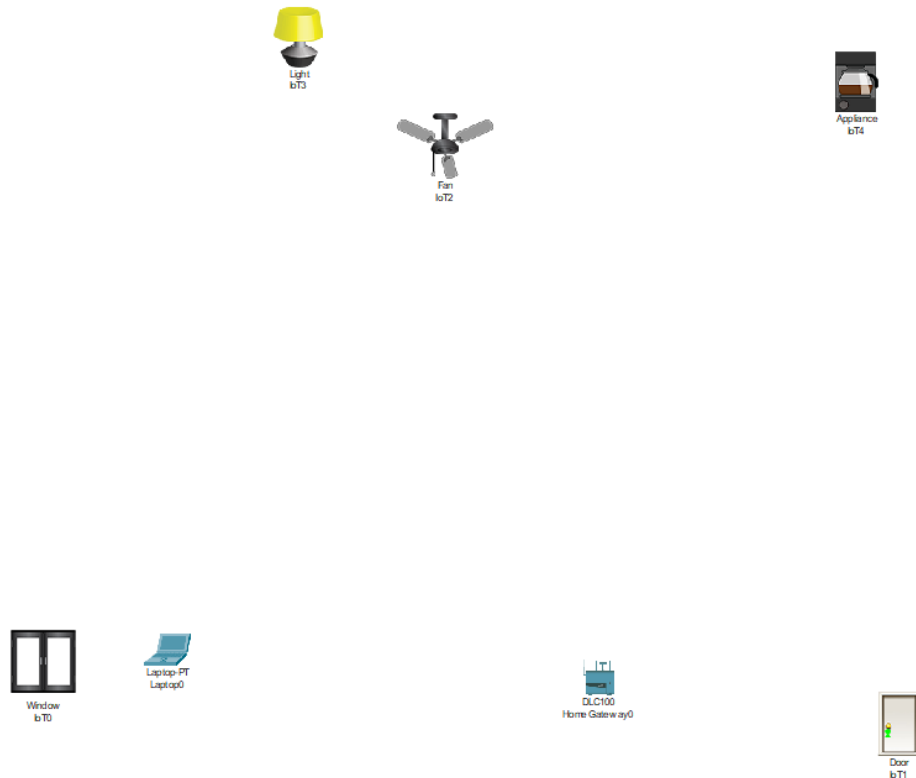 Light
IoT3
Appliance
IoT4
Fan
IoT2
Laptop-PT
Laptop0
DLC100
Home Gateway0
Window
IoT0
Door
IoT1